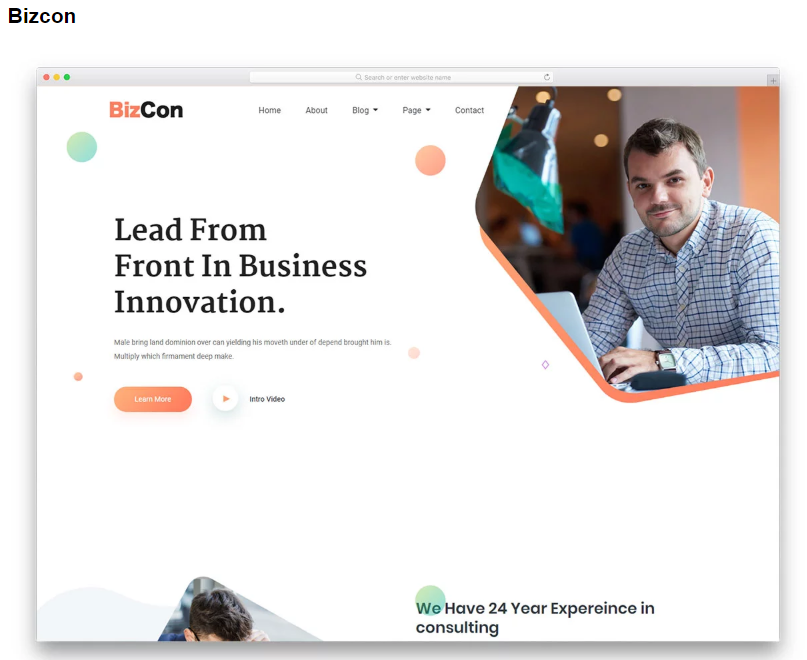 Bizcon
Search or enter website name
BizCon
Home About Blog Page Contact
Lead From
Front In Business
Innovation.
Male bring land dominion over can yielding his moveth under of depend brought him is.
Multiply which firmament deep make.
Learn More Intro Video
We Have 24 Year Expereince in
consulting